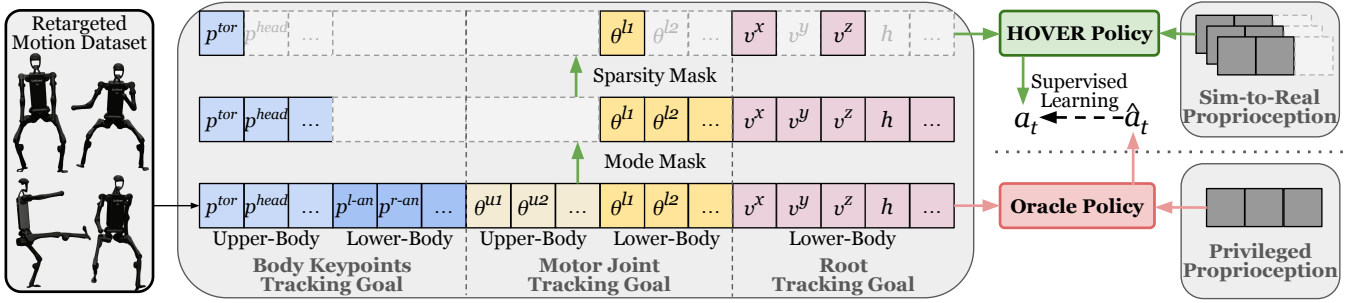 Retargeted
Motion Dataset
p^tor p^head ... θ^l1 θ^l2 ... v^x v^y v^z h ...
Sparsity Mask
p^tor p^head ... θ^l1 θ^l2 ... v^x v^y v^z h ...
Mode Mask
p^tor p^head ... p^l-an p^r-an ... θ^u1 θ^u2 ... θ^l1 θ^l2 ... v^x v^y v^z h ...
Upper-Body Lower-Body Upper-Body Lower-Body Lower-Body
Body Keypoints
Tracking Goal
Motor Joint
Tracking Goal
Root
Tracking Goal
HOVER Policy
Supervised
Learning
a_t â_t
Sim-to-Real
Proprioception
Oracle Policy
Privileged
Proprioception